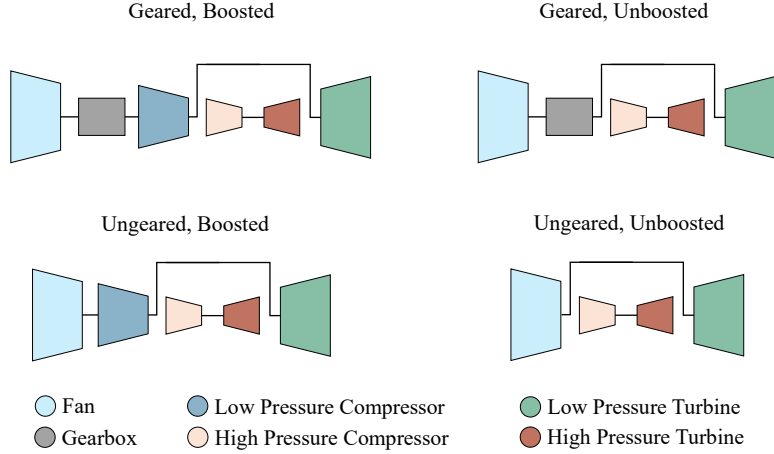 Geared, Boosted
Geared, Unboosted
Ungeared, Boosted
Ungeared, Unboosted
Fan
Low Pressure Compressor
Low Pressure Turbine
Gearbox
High Pressure Compressor
High Pressure Turbine